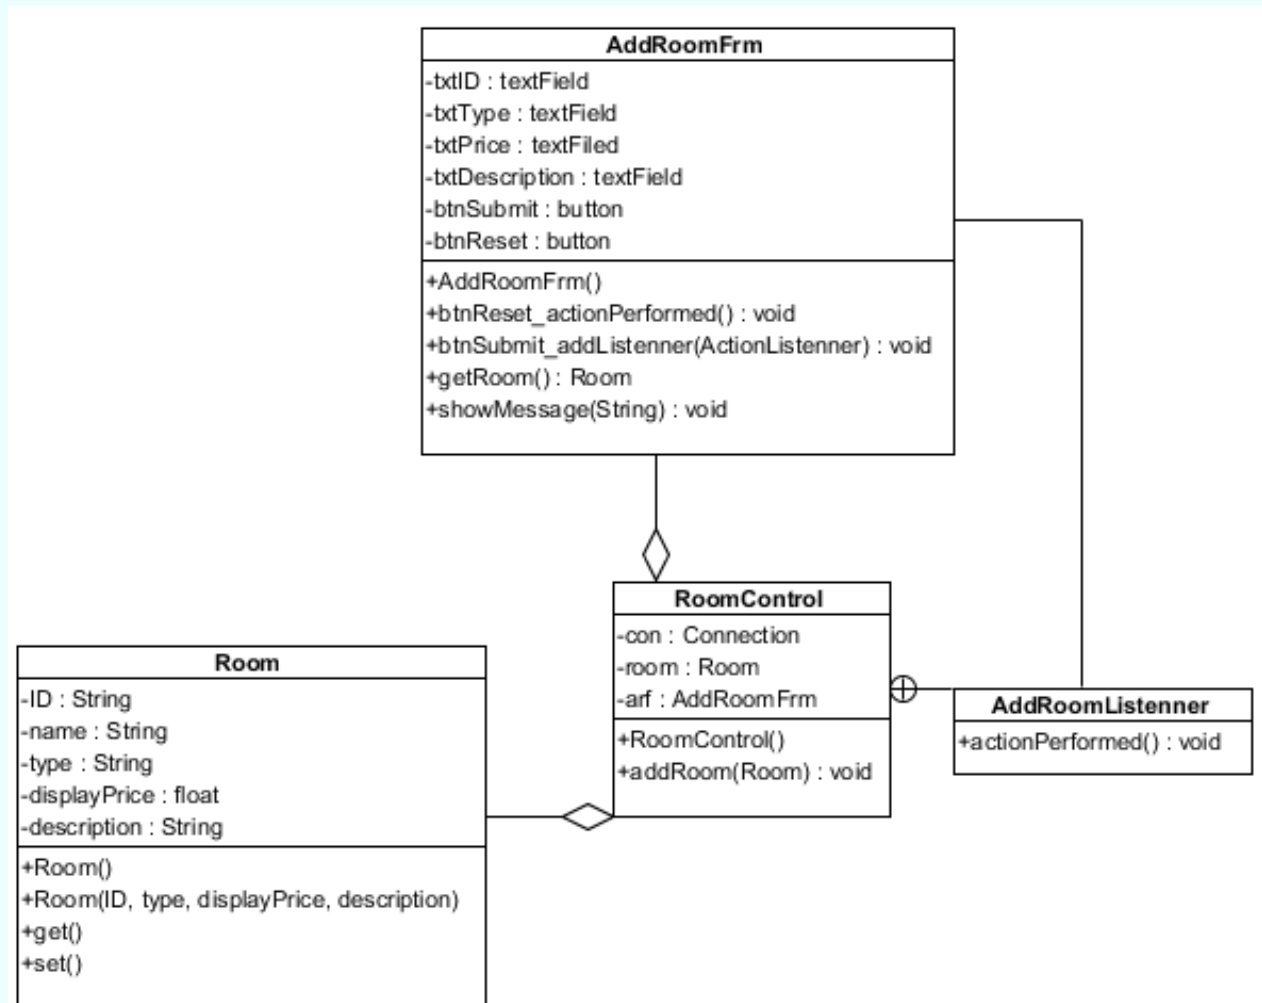 AddRoomFrm
-txtID : textField
-txtType : textField
-txtPrice : textFiled
-txtDescription : textField
-btnSubmit : button
-btnReset : button
+AddRoomFrm()
+btnReset_actionPerformed() : void
+btnSubmit_addListenner(ActionListenner) : void
+getRoom() : Room
+showMessage(String) : void
RoomControl
-con : Connection
-room : Room
-arf : AddRoomFrm
+RoomControl()
+addRoom(Room) : void
Room
-ID : String
-name : String
-type : String
-displayPrice : float
-description : String
+Room()
+Room(ID, type, displayPrice, description)
+get()
+set()
AddRoomListenner
+actionPerformed() : void